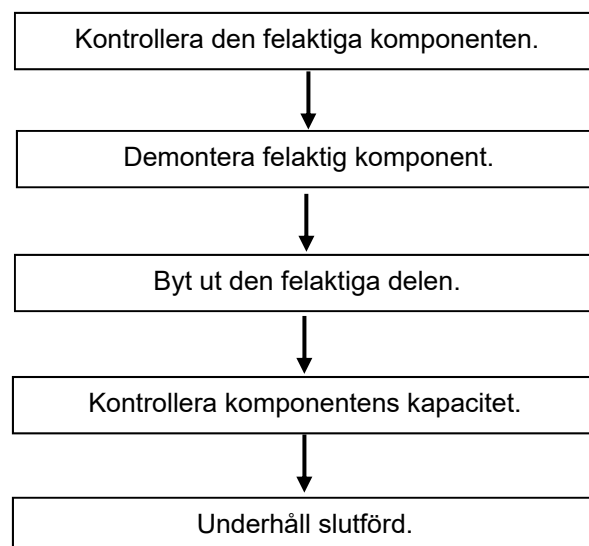 Kontrollera den felaktiga komponenten.
Demontera felaktig komponent.
Byt ut den felaktiga delen.
Kontrollera komponentens kapacitet.
Underhåll slutförd.